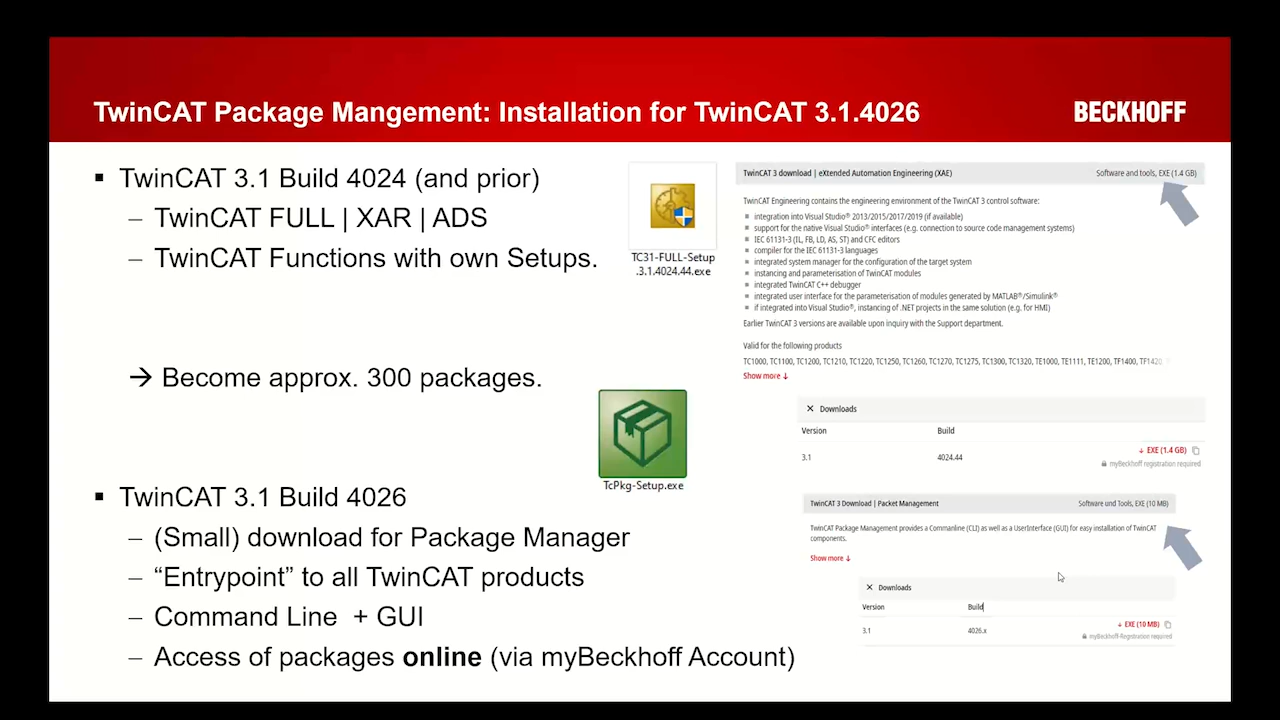 TwinCAT Package Mangement: Installation for TwinCAT 3.1.4026
BECKHOFF
▪ TwinCAT 3.1 Build 4024 (and prior)
– TwinCAT FULL | XAR | ADS
– TwinCAT Functions with own Setups.
→ Become approx. 300 packages.
▪ TwinCAT 3.1 Build 4026
– (Small) download for Package Manager
– “Entrypoint” to all TwinCAT products
– Command Line + GUI
– Access of packages online (via myBeckhoff Account)
TC31-FULL-Setup
.3.1.4024.44.exe
TcPkg-Setup.exe
TwinCAT 3 download | eXtended Automation Engineering (XAE) Software and tools, EXE (1.4 GB)
TwinCAT Engineering contains the engineering environment of the TwinCAT 3 control software:
▪ integration into Visual Studio® 2013/2015/2017/2019 (if available)
▪ support for the native Visual Studio® interfaces (e.g. connection to source code management systems)
▪ IEC 61131-3 (IL, FB, LD, AS, ST) and CFC editors
▪ compiler for the IEC 61131-3 languages
▪ integrated system manager for the configuration of the target system
▪ instancing and parameterisation of TwinCAT modules
▪ integrated TwinCAT C++ debugger
▪ integrated user interface for the parameterisation of modules generated by MATLAB®/Simulink®
▪ if integrated into Visual Studio®, instancing of .NET projects in the same solution (e.g. for HMI)
Earlier TwinCAT 3 versions are available upon inquiry with the Support department.
Valid for the following products
TC1000, TC1100, TC1200, TC1210, TC1220, TC1250, TC1260, TC1270, TC1275, TC1300, TC1320, TE1000, TE1111, TE1200, TF1400, TF1420,
Show more ↓
✕ Downloads
Version Build
↓ EXE (1.4 GB)
3.1 4024.44
myBeckhoff registration required
TwinCAT 3 Download | Packet Management Software und Tools, EXE (10 MB)
TwinCAT Package Management provides a Commanline (CLI) as well as a UserInterface (GUI) for easy installation of TwinCAT
components.
Show more ↓
✕ Downloads
Version Build
↓ EXE (10 MB)
3.1 4026.x
myBeckhoff-Registration required